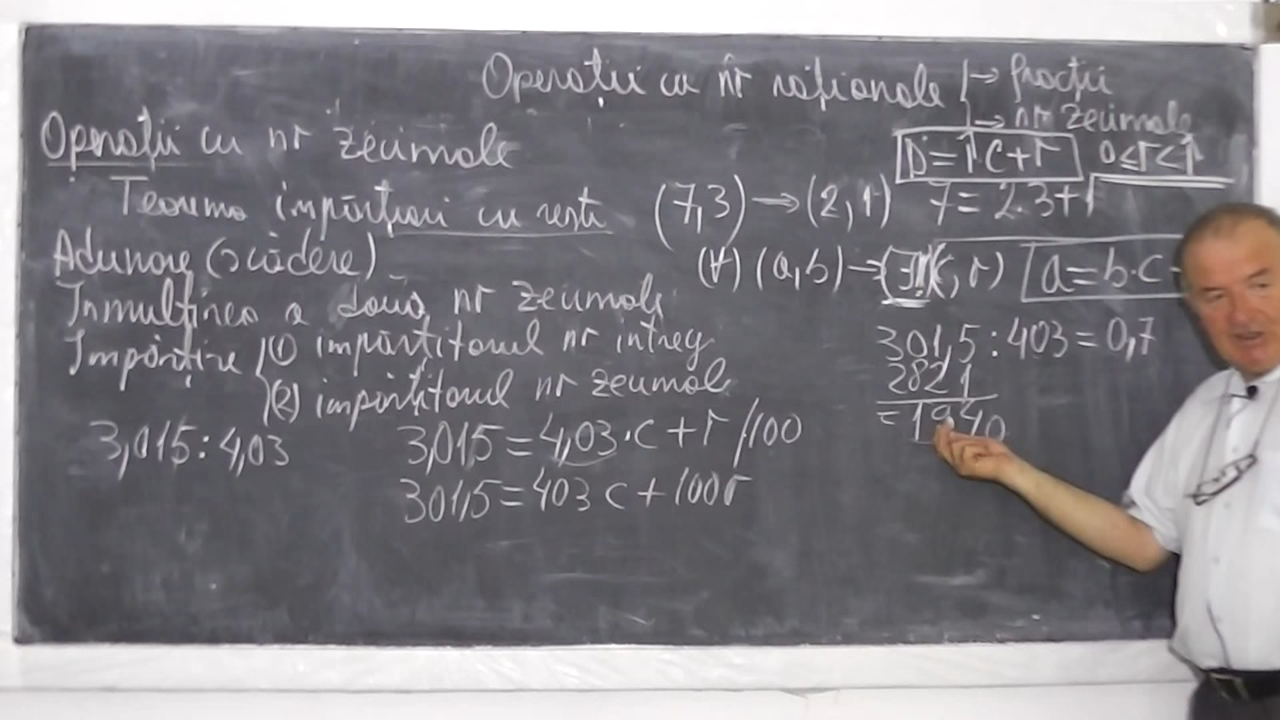 Operații cu nr raționale → fracții
→ nr zecimale
Operații cu nr zecimale
D=Î·C+r 0≤r<Î
Teorema împărțirii cu rest
(7,3)→(2,1) 7=2·3+1
Adunare (scădere)
(∀)(a,b)→(∃!)(c,r) a=b·c
Înmulțirea a două nr zecimale
Împărțire (1) împărțitorul nr întreg
(2) împărțitorul nr zecimal
301,5:403=0,7
2821
=1940
3,015:4,03
3,015=4,03·c+r /100
301,5=403c+100r